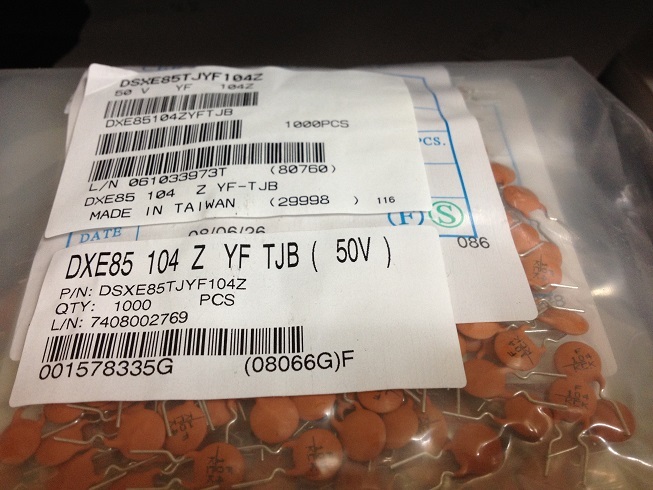 DSXE85TJYF104Z
50 V YF 104Z
DXE85104ZYFTJB
1000PCS
L/N 061033973T (80760)
DXE85 104 Z YF-TJB
MADE IN TAIWAN (29998 ) 116
PCS.
(F) S
DATE 08/06/26
086
DXE85 104 Z YF TJB ( 50V )
P/N: DSXE85TJYF104Z
QTY: 1000 PCS
L/N: 7408002769
001578335G (08066G)F